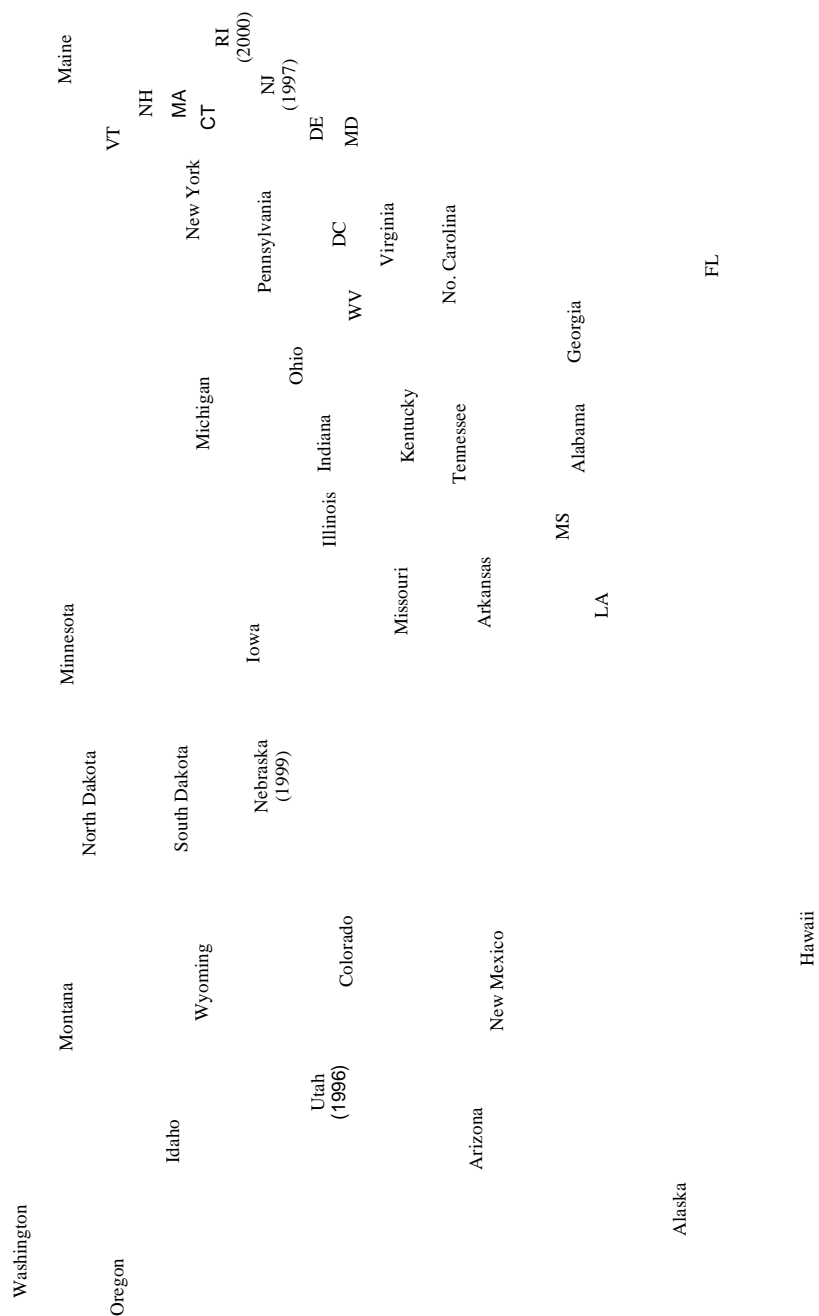 Washington
Oregon
Montana
Idaho
Wyoming
North Dakota
South Dakota
Minnesota
Nebraska
(1999)
Iowa
Michigan
Maine
VT
NH
MA
CT
RI
(2000)
New York
NJ
(1997)
Pennsylvania
Ohio
DE
MD
DC
Utah
(1996)
Colorado
Illinois
Indiana
WV
Virginia
Missouri
Kentucky
No. Carolina
Tennessee
Arizona
New Mexico
Arkansas
MS
Alabama
Georgia
LA
Alaska
FL
Hawaii